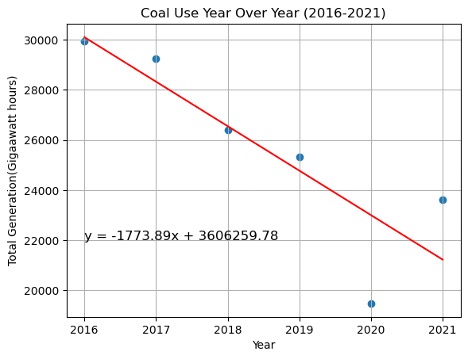 Coal Use Year Over Year (2016-2021)
Total Generation(Gigaawatt hours)
30000
28000
26000
24000
22000
20000
y = -1773.89x + 3606259.78
2016 2017 2018 2019 2020 2021
Year